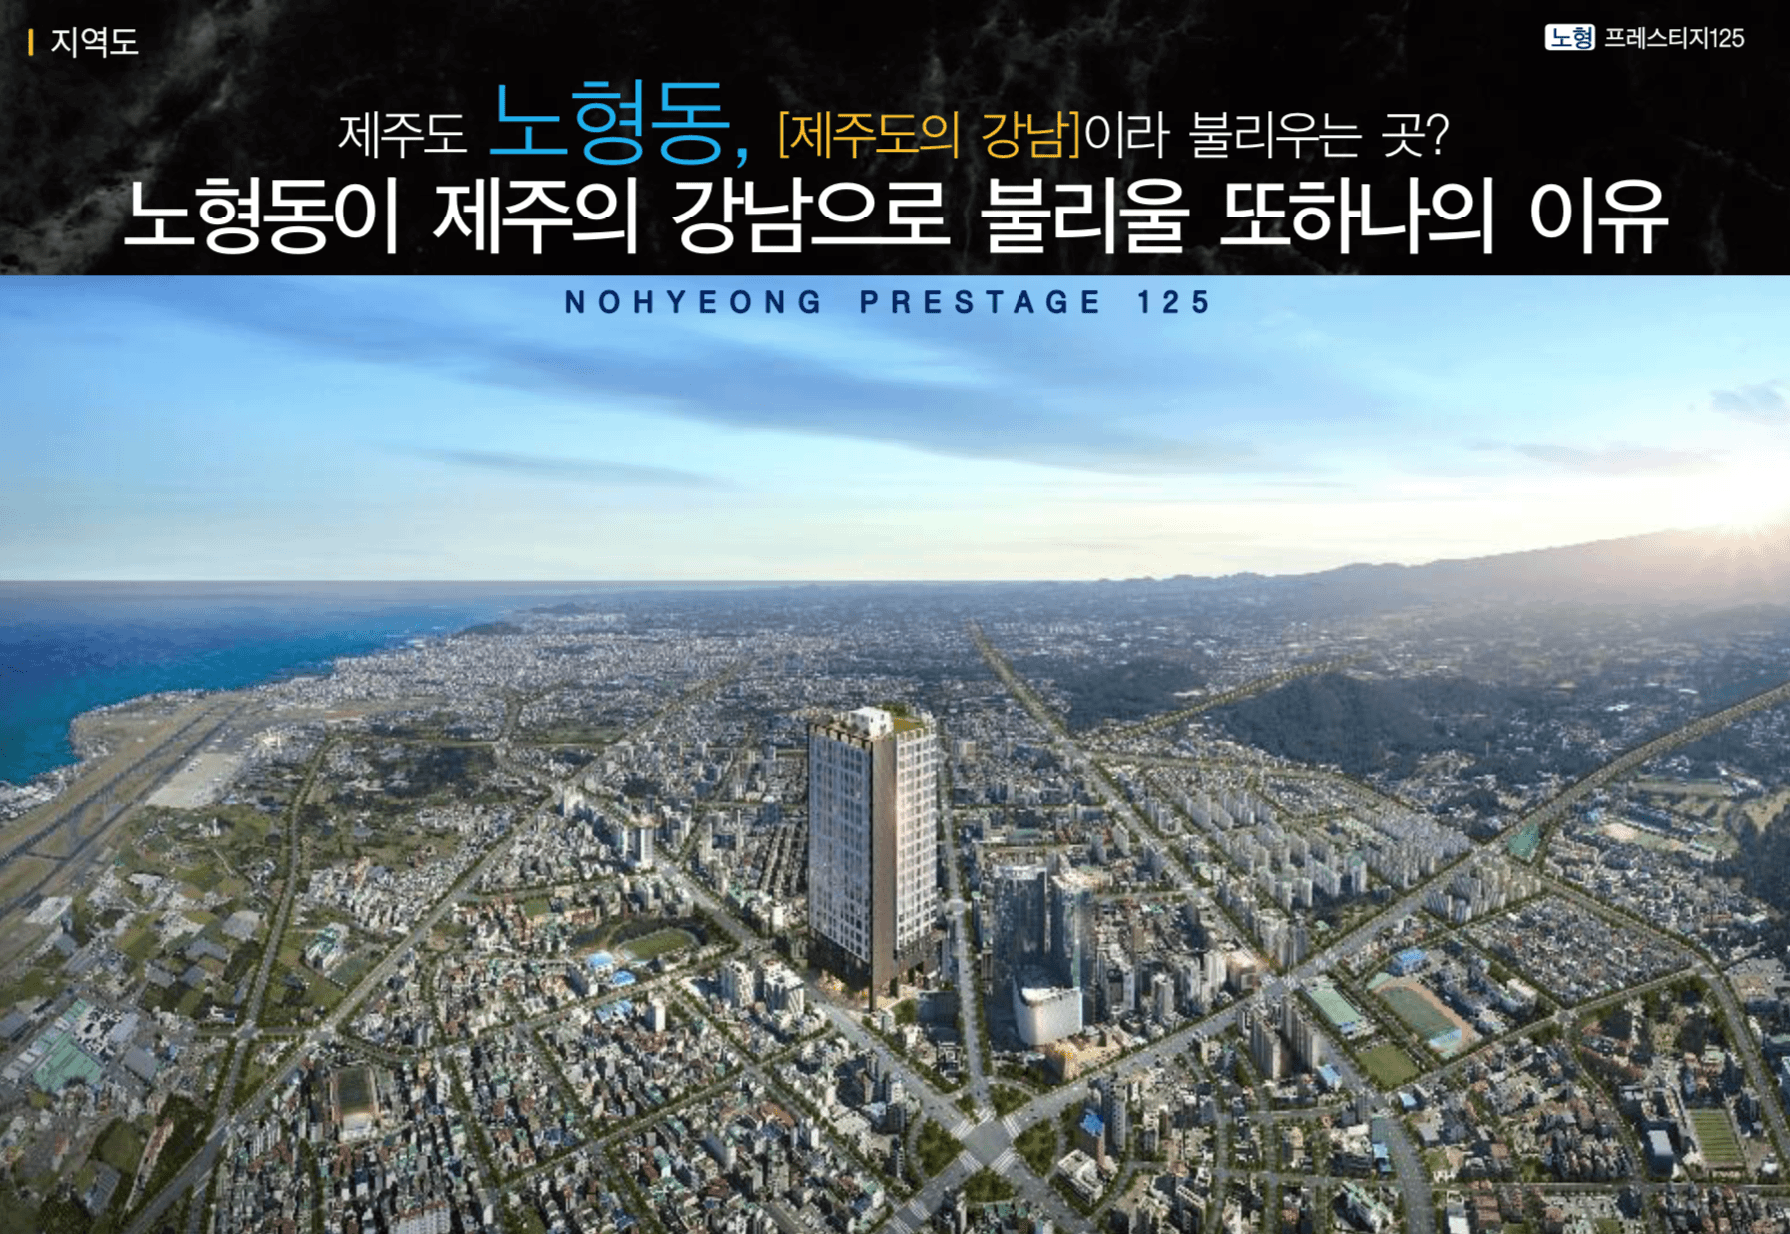 지역도
노형 프레스티지125
제주도 노형동, [제주도의 강남]이라 불리우는 곳?
노형동이 제주의 강남으로 불리울 또하나의 이유
NOHYEONG PRESTAGE 125